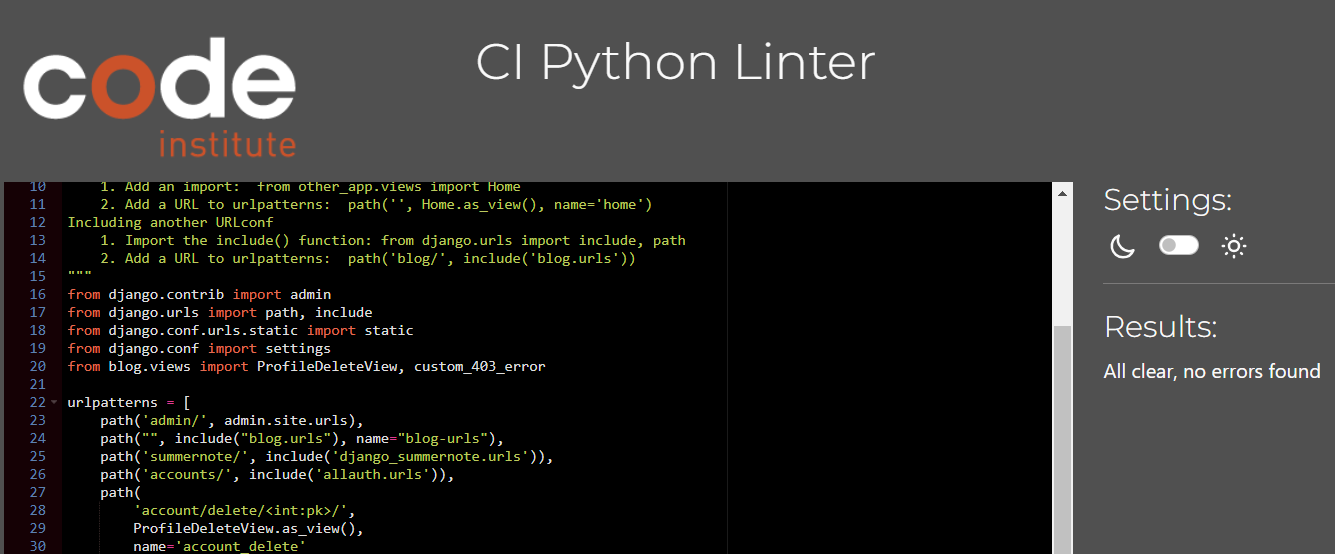 code
institute
CI Python Linter
10     1. Add an import:  from other_app.views import Home
11     2. Add a URL to urlpatterns:  path('', Home.as_view(), name='home')
12 Including another URLconf
13     1. Import the include() function: from django.urls import include, path
14     2. Add a URL to urlpatterns:  path('blog/', include('blog.urls'))
15 """
16 from django.contrib import admin
17 from django.urls import path, include
18 from django.conf.urls.static import static
19 from django.conf import settings
20 from blog.views import ProfileDeleteView, custom_403_error
21
22 urlpatterns = [
23     path('admin/', admin.site.urls),
24     path("", include("blog.urls"), name="blog-urls"),
25     path('summernote/', include('django_summernote.urls')),
26     path('accounts/', include('allauth.urls')),
27     path(
28         'account/delete/<int:pk>/',
29         ProfileDeleteView.as_view(),
30         name='account_delete'
Settings:
Results:
All clear, no errors found